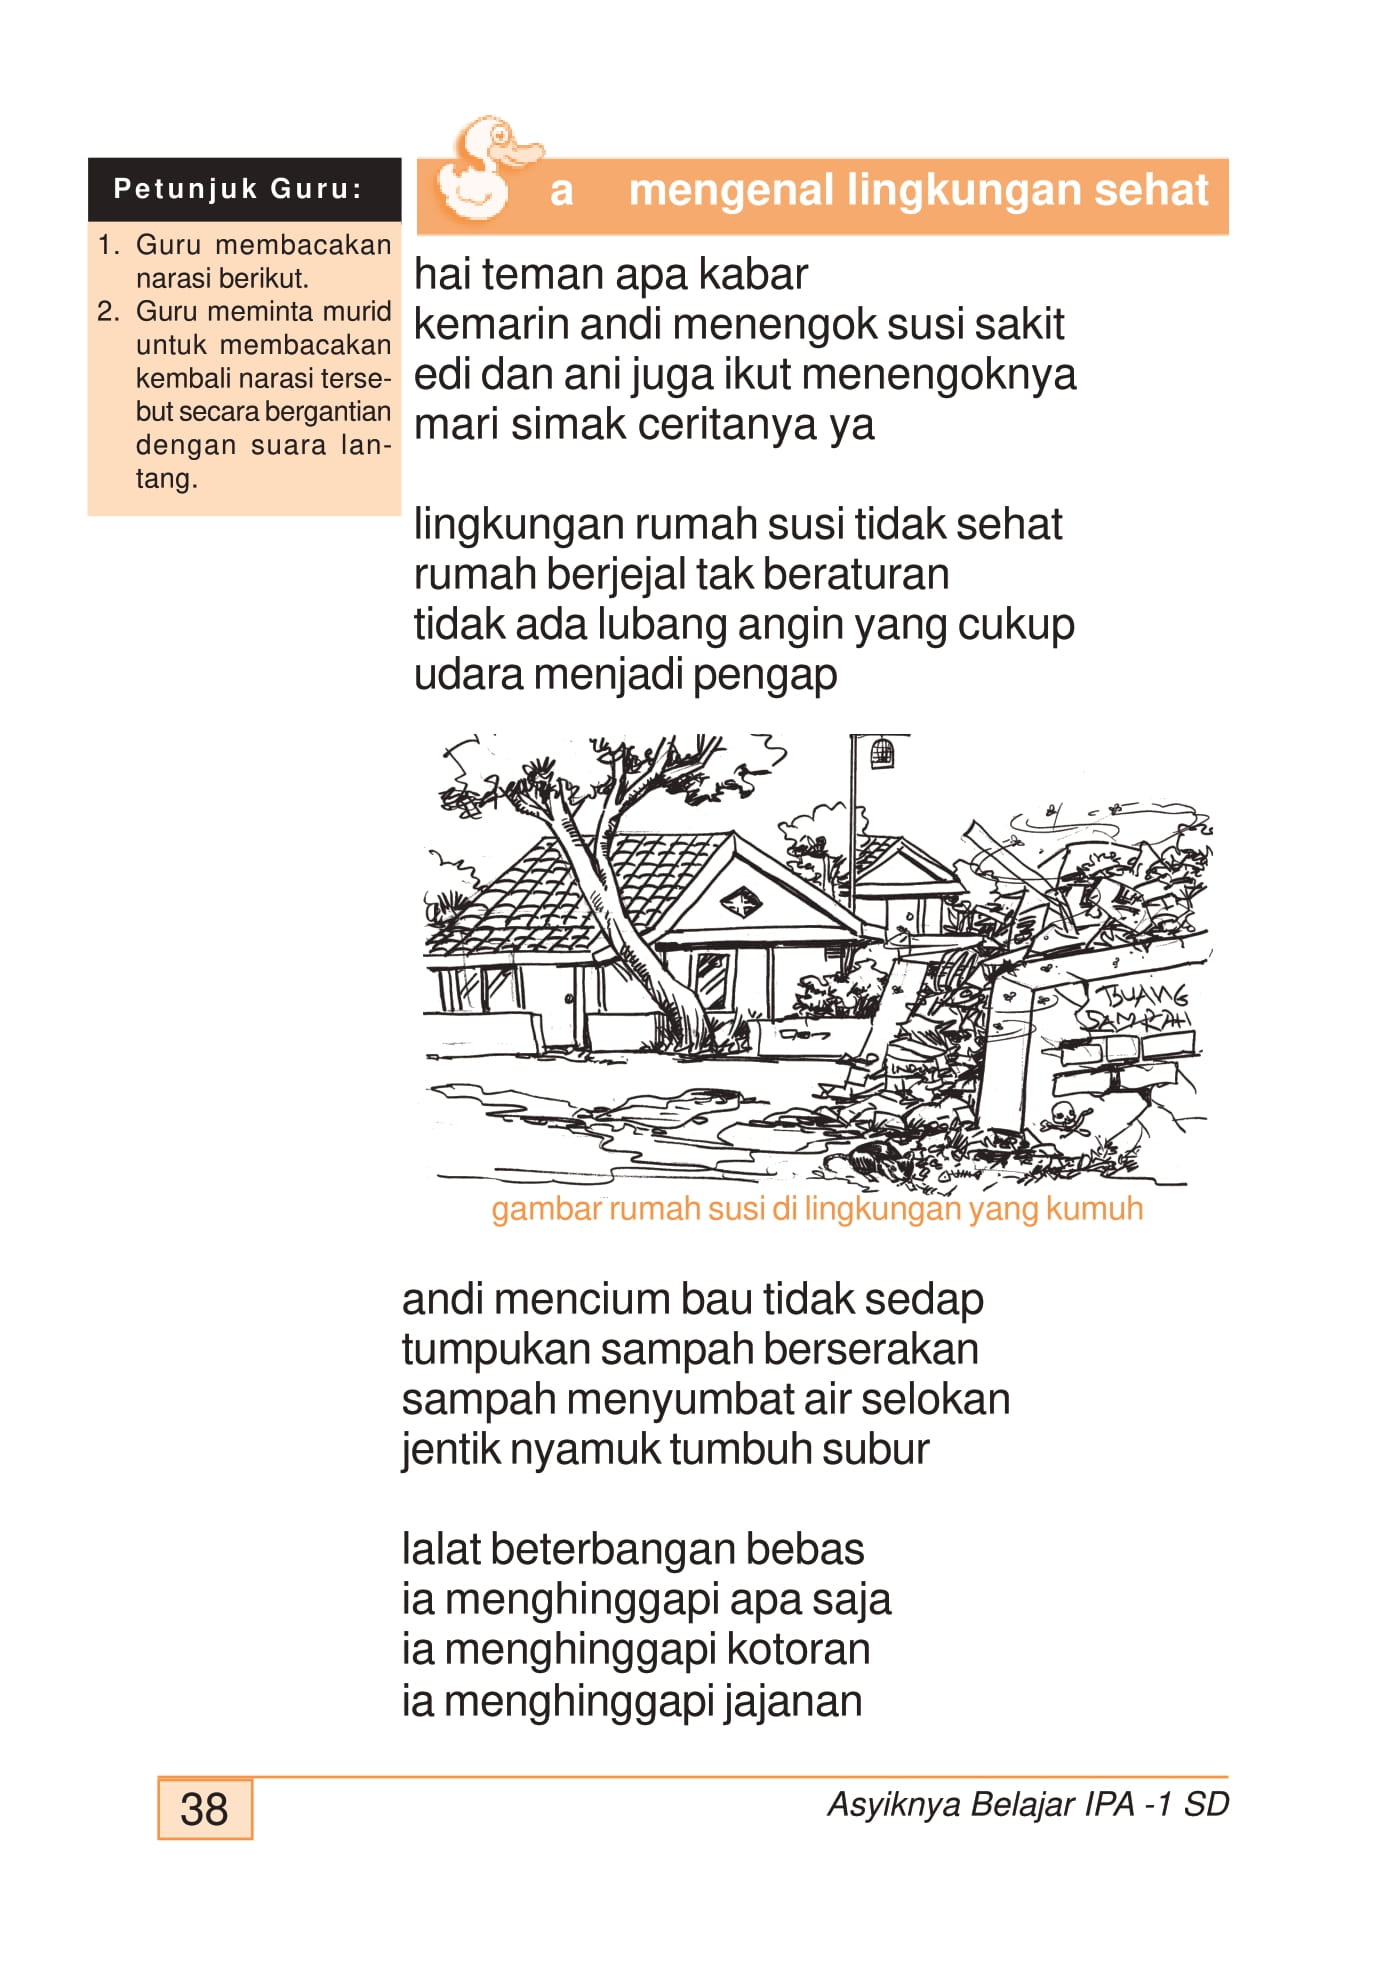 Petunjuk Guru:
1. Guru membacakan
narasi berikut.
2. Guru meminta murid
untuk membacakan
kembali narasi terse-
but secara bergantian
dengan suara lan-
tang.
a mengenal lingkungan sehat
hai teman apa kabar
kemarin andi menengok susi sakit
edi dan ani juga ikut menengoknya
mari simak ceritanya ya
lingkungan rumah susi tidak sehat
rumah berjejal tak beraturan
tidak ada lubang angin yang cukup
udara menjadi pengap
BUANG
SAMPAH
gambar rumah susi di lingkungan yang kumuh
andi mencium bau tidak sedap
tumpukan sampah berserakan
sampah menyumbat air selokan
jentik nyamuk tumbuh subur
lalat beterbangan bebas
ia menghinggapi apa saja
ia menghinggapi kotoran
ia menghinggapi jajanan
38
Asyiknya Belajar IPA -1 SD